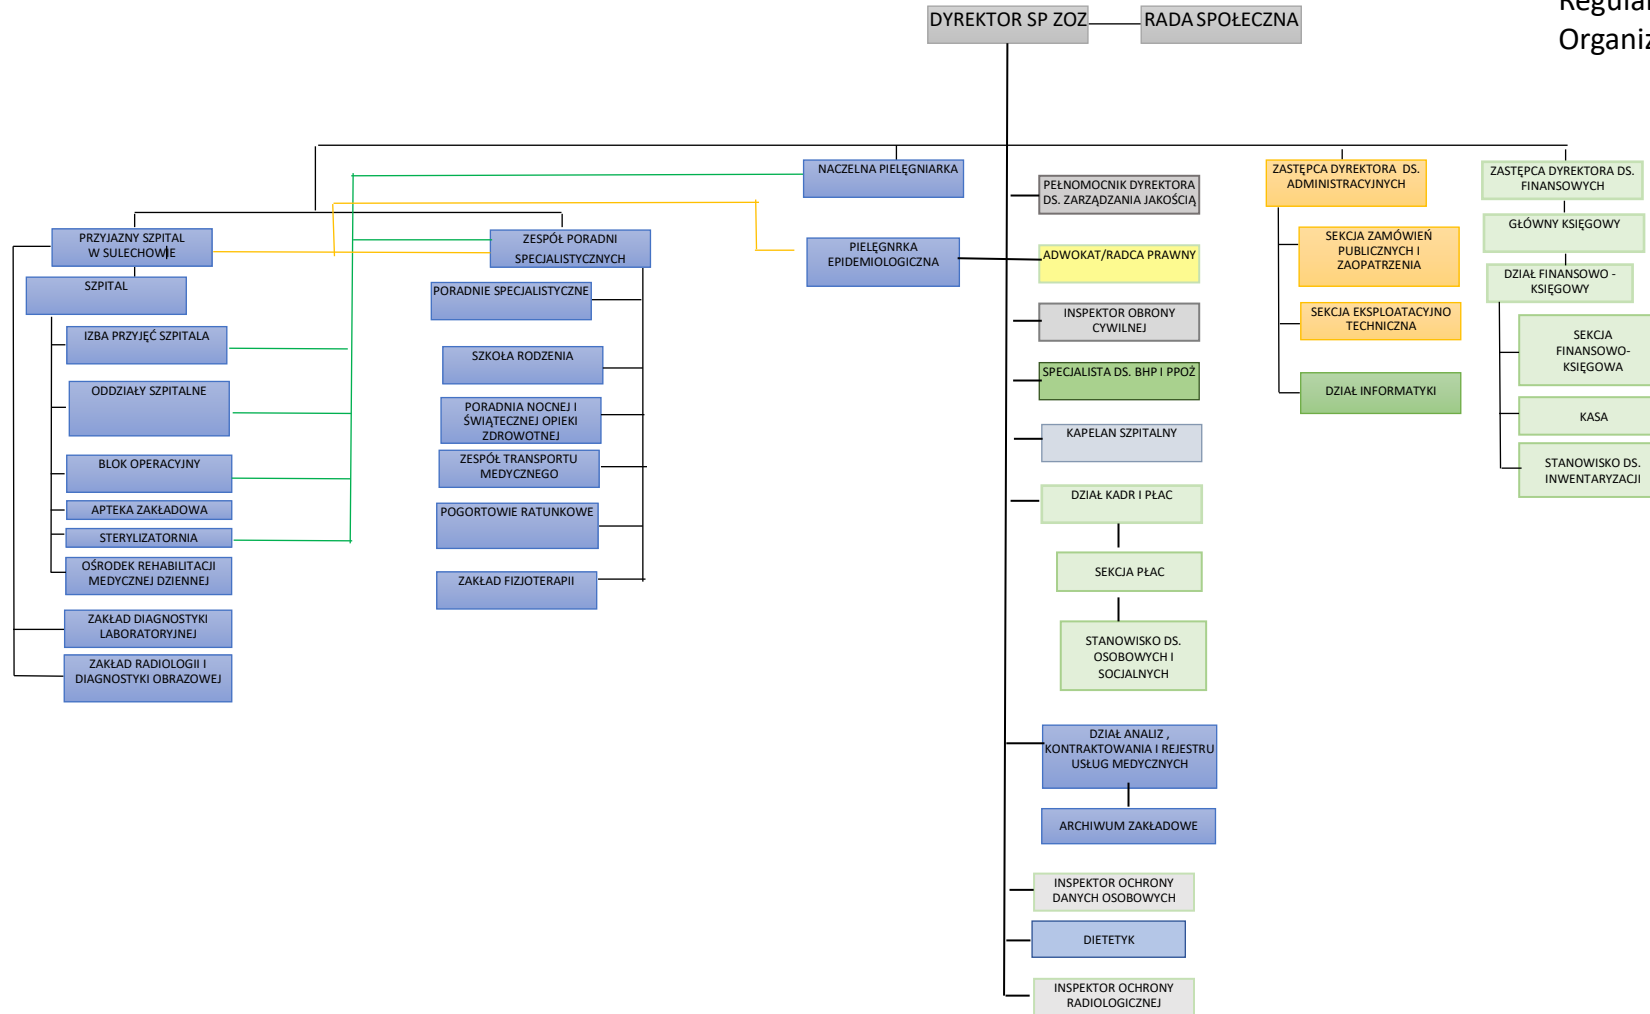 DYREKTOR SP ZOZ
RADA SPOŁECZNA
Organiz
NACZELNA PIELĘGNIARKA
PIELĘGNRKA
EPIDEMIOLOGICZNA
PRZYJAZNY SZPITAL
W SULECHOWIE
SZPITAL
IZBA PRZYJĘĆ SZPITALA
ODDZIAŁY SZPITALNE
BLOK OPERACYJNY
APTEKA ZAKŁADOWA
STERYLIZATORNIA
OŚRODEK REHABILITACJI
MEDYCZNEJ DZIENNEJ
ZAKŁAD DIAGNOSTYKI
LABORATORYJNEJ
ZAKŁAD RADIOLOGII I
DIAGNOSTYKI OBRAZOWEJ
ZESPÓŁ PORADNI
SPECJALISTYCZNYCH
PORADNIE SPECJALISTYCZNE
SZKOŁA RODZENIA
PORADNIA NOCNEJ I
ŚWIĄTECZNEJ OPIEKI
ZDROWOTNEJ
ZESPÓŁ TRANSPORTU
MEDYCZNEGO
POGORTOWIE RATUNKOWE
ZAKŁAD FIZJOTERAPII
PEŁNOMOCNIK DYREKTORA
DS. ZARZĄDZANIA JAKOŚCIĄ
ADWOKAT/RADCA PRAWNY
INSPEKTOR OBRONY
CYWILNEJ
SPECJALISTA DS. BHP I PPOŻ
KAPELAN SZPITALNY
DZIAŁ KADR I PŁAC
SEKCJA PŁAC
STANOWISKO DS.
OSOBOWYCH I
SOCJALNYCH
DZIAŁ ANALIZ ,
KONTRAKTOWANIA I REJESTRU
USŁUG MEDYCZNYCH
ARCHIWUM ZAKŁADOWE
INSPEKTOR OCHRONY
DANYCH OSOBOWYCH
DIETETYK
INSPEKTOR OCHRONY
RADIOLOGICZNEJ
ZASTĘPCA DYREKTORA DS.
ADMINISTRACYJNYCH
SEKCJA ZAMÓWIEŃ
PUBLICZNYCH I
ZAOPATRZENIA
SEKCJA EKSPLOATACYJNO
TECHNICZNA
DZIAŁ INFORMATYKI
ZASTĘPCA DYREKTORA DS.
FINANSOWYCH
GŁÓWNY KSIĘGOWY
DZIAŁ FINANSOWO -
KSIĘGOWY
SEKCJA
FINANSOWO-
KSIĘGOWA
KASA
STANOWISKO DS.
INWENTARYZACJI